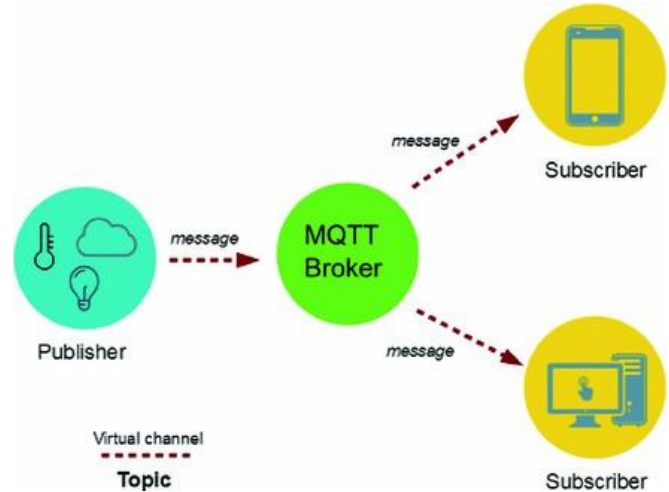 message
Subscriber
message
MQTT
Broker
Publisher
message
Virtual channel
Topic
Subscriber